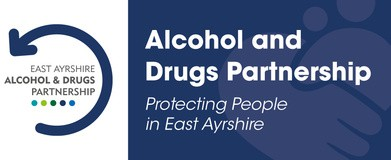 EAST AYRSHIRE
ALCOHOL & DRUGS
PARTNERSHIP
Alcohol and
Drugs Partnership
Protecting People
in East Ayrshire